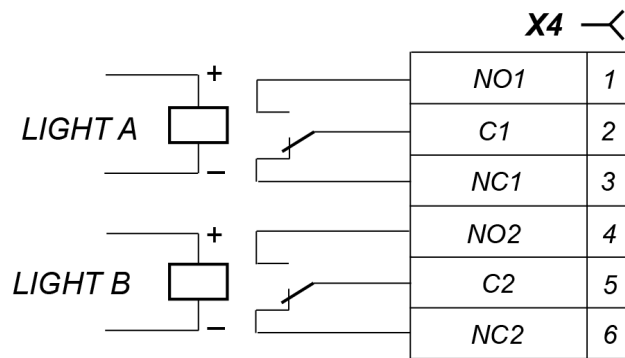 X4
+
NO1 1
LIGHT A
C1 2
–
NC1 3
+
NO2 4
LIGHT B
C2 5
–
NC2 6